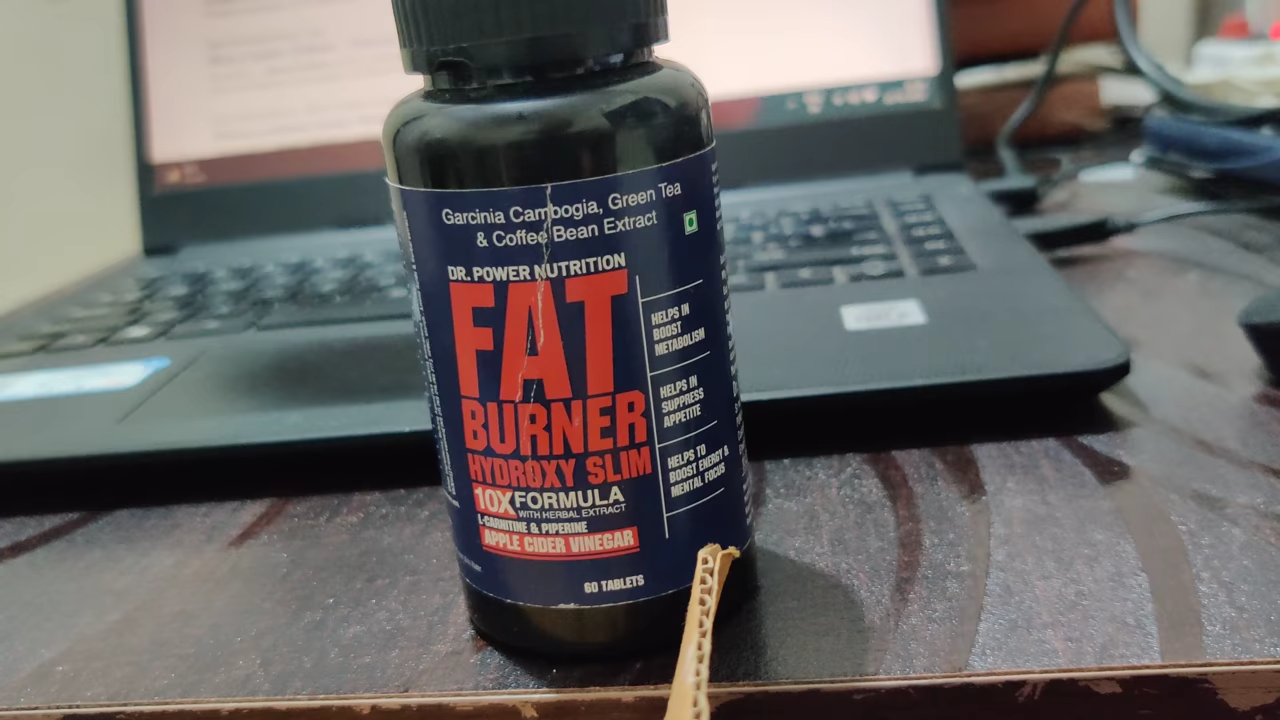 Garcinia Cambogia, Green Tea
& Coffee Bean Extract
DR. POWER NUTRITION
FAT
BURNER
HYDROXY SLIM
10X FORMULA
WITH HERBAL EXTRACT
L-CARNITINE & PIPERINE
APPLE CIDER VINEGAR
60 TABLETS
HELPS IN
BOOST
METABOLISM
HELPS IN
SUPPRESS
APPETITE
HELPS TO
BOOST ENERGY &
MENTAL FOCUS